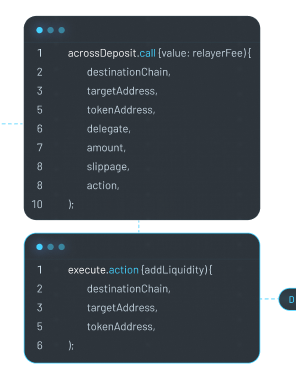 1 acrossDeposit.call {value: relayerFee} {
2 destinationChain,
3 targetAddress,
5 tokenAddress,
6 delegate,
7 amount,
8 slippage,
8 action,
10 );
1 execute.action {addLiquidity} {
2 destinationChain,
3 targetAddress,
5 tokenAddress,
6 );
D